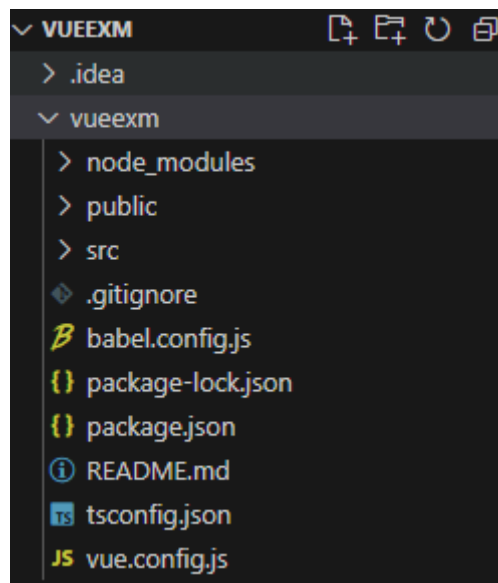 VUEEXM
.idea
vueexm
node_modules
public
src
.gitignore
babel.config.js
package-lock.json
package.json
README.md
tsconfig.json
vue.config.js